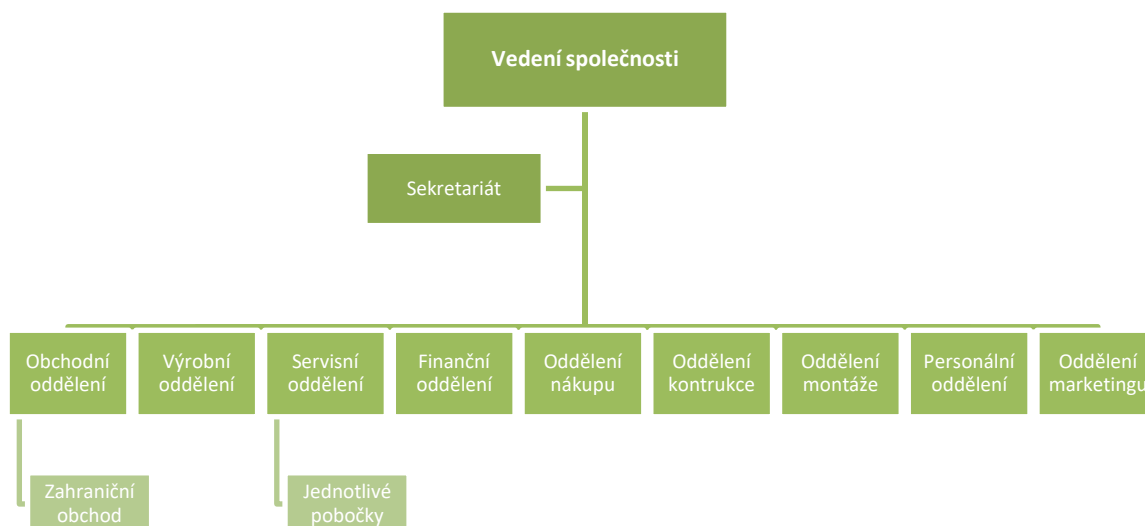 Vedení společnosti
Sekretariát
Obchodní
oddělení
Výrobní
oddělení
Servisní
oddělení
Finanční
oddělení
Oddělení
nákupu
Oddělení
kontrukce
Oddělení
montáže
Personální
oddělení
Oddělení
marketingu
Zahraniční
obchod
Jednotlivé
pobočky